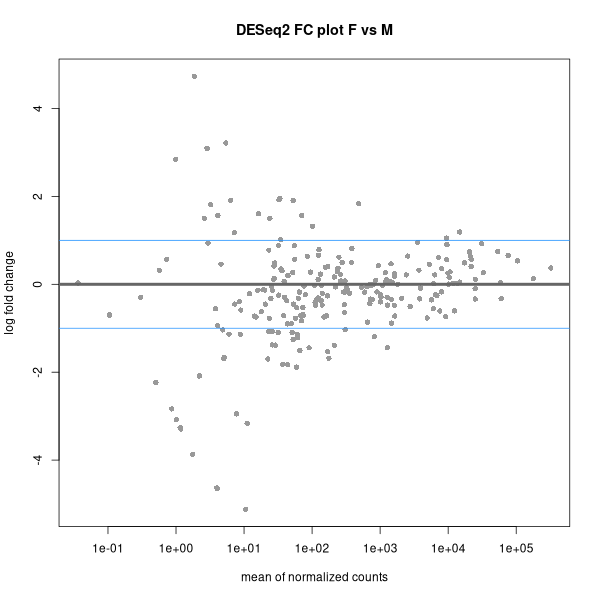 DESeq2 FC plot F vs M
log fold change
4
2
0
-2
-4
1e-01 1e+00 1e+01 1e+02 1e+03 1e+04 1e+05
mean of normalized counts